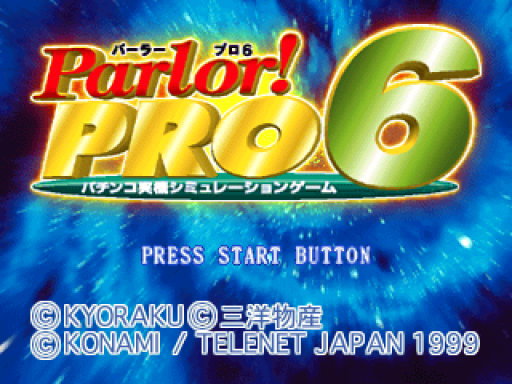 パーラー プロ6
Parlor!
PRO 6
パチンコ実機シミュレーションゲーム
PRESS START BUTTON
©KYORAKU©三洋物産
©KONAMI / TELENET JAPAN 1999